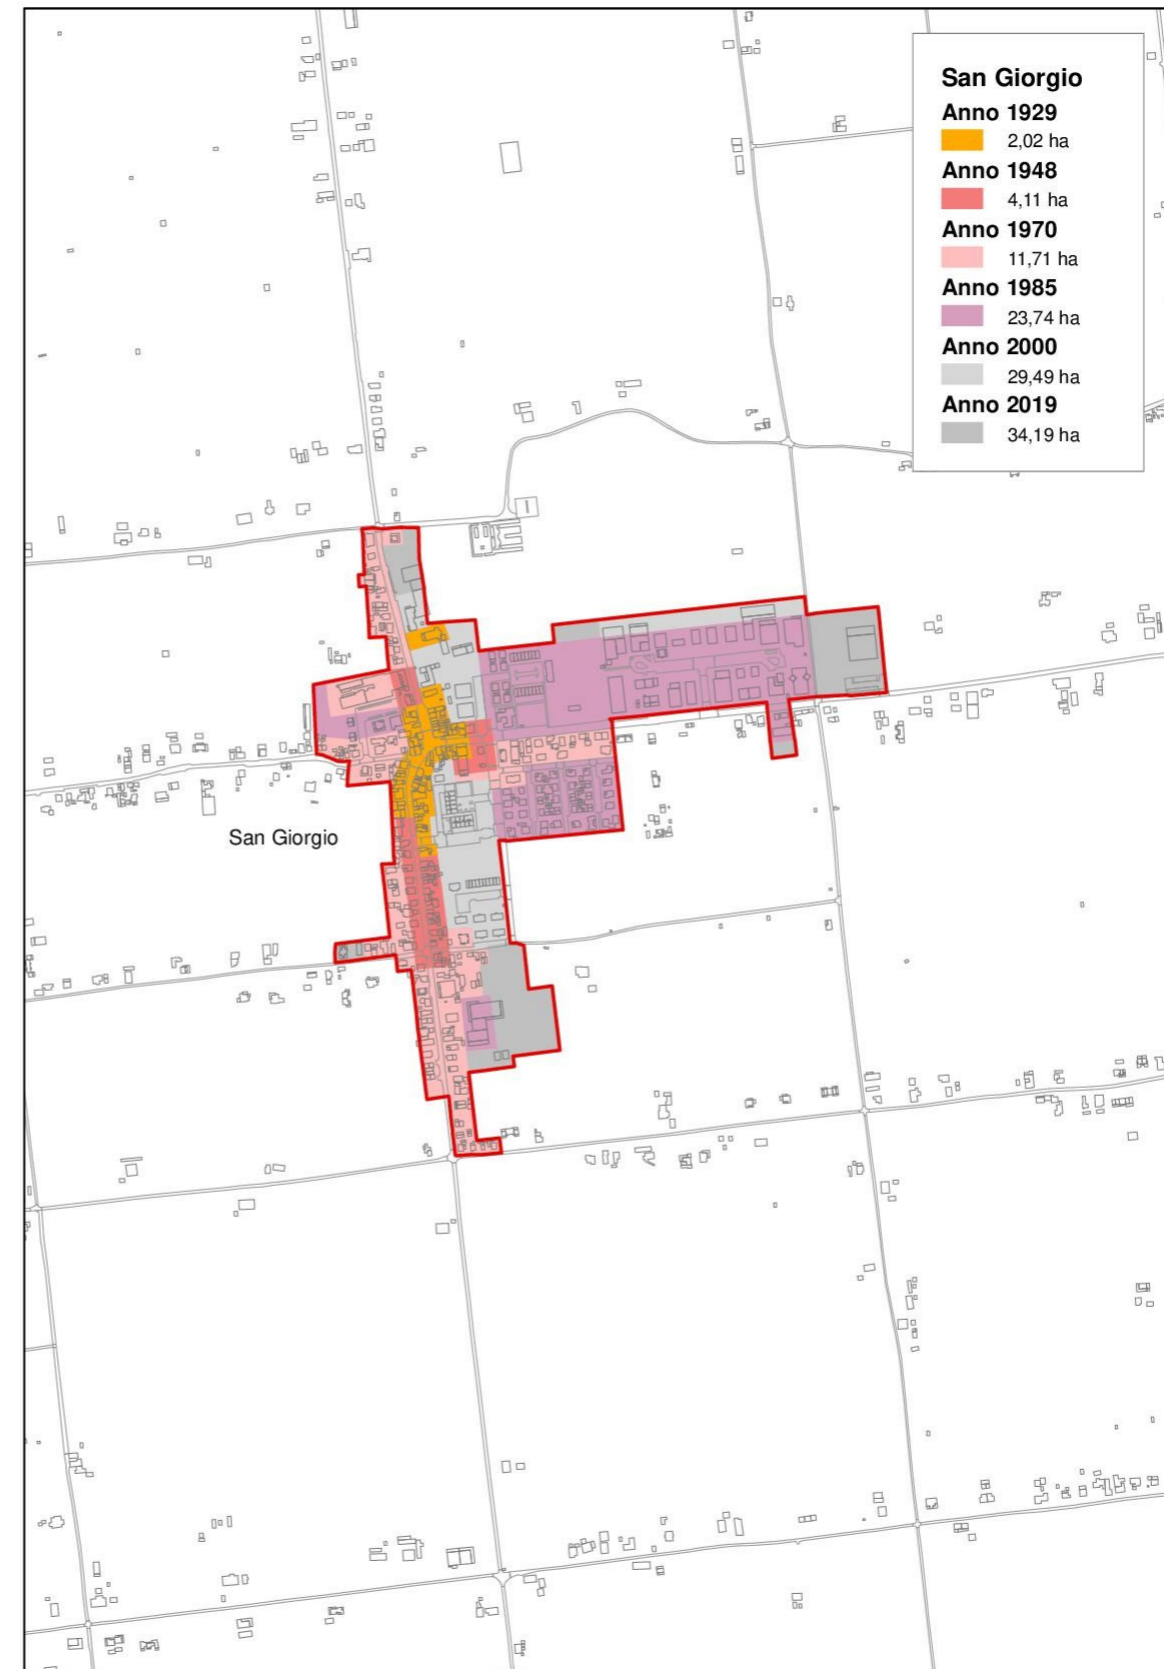 San Giorgio
Anno 1929
2,02 ha
Anno 1948
4,11 ha
Anno 1970
11,71 ha
Anno 1985
23,74 ha
Anno 2000
29,49 ha
Anno 2019
34,19 ha
San Giorgio